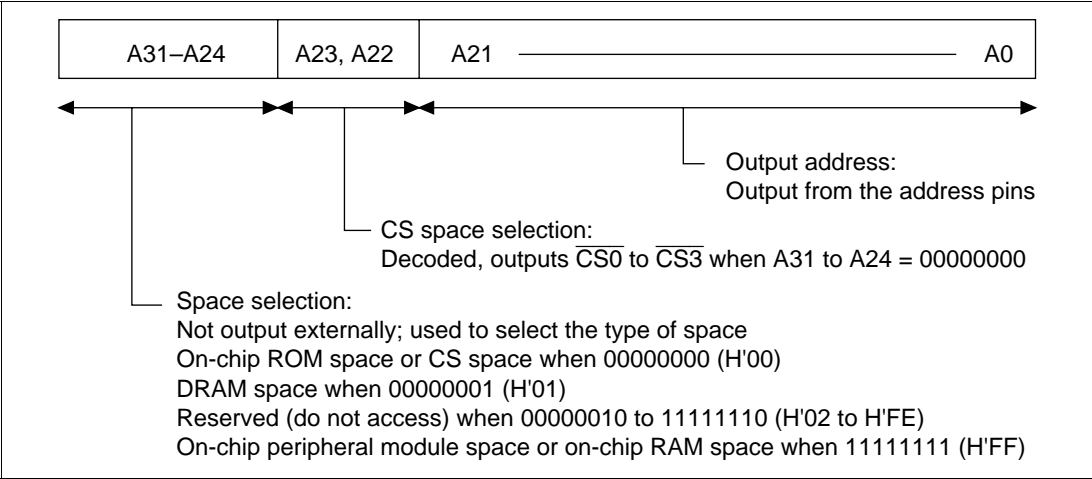 A31–A24 A23, A22 A21 A0
Output address:
Output from the address pins
CS space selection:
Decoded, outputs C̅S̅0̅ to C̅S̅3̅ when A31 to A24 = 00000000
Space selection:
Not output externally; used to select the type of space
On-chip ROM space or CS space when 00000000 (H'00)
DRAM space when 00000001 (H'01)
Reserved (do not access) when 00000010 to 11111110 (H'02 to H'FE)
On-chip peripheral module space or on-chip RAM space when 11111111 (H'FF)